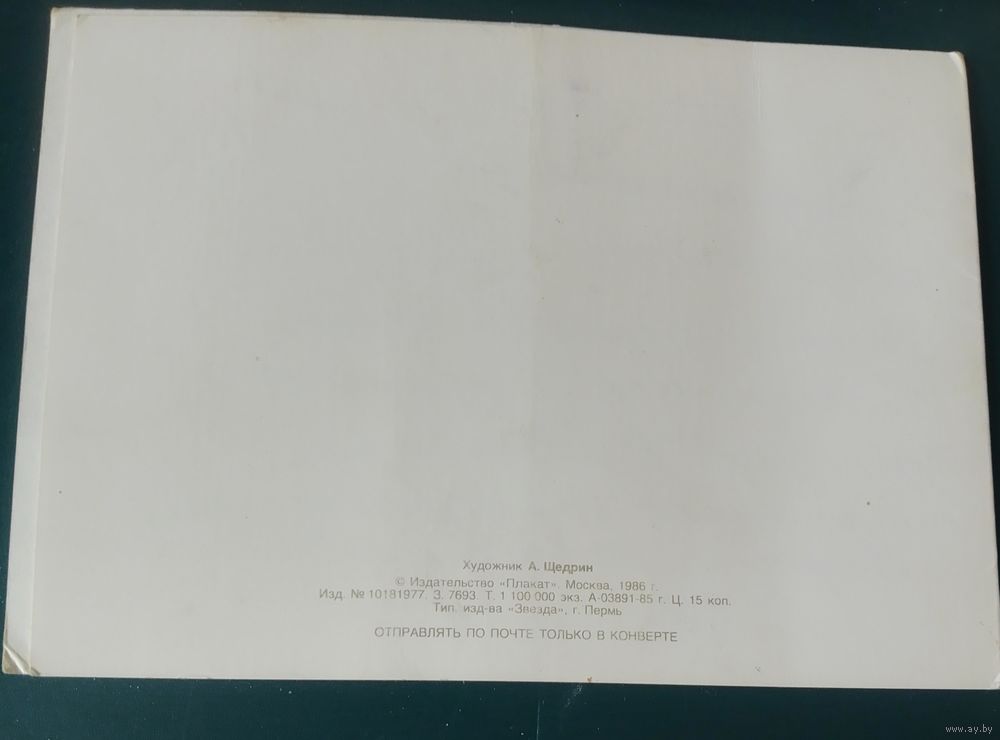 Художник А. Щедрин
© Издательство «Плакат». Москва, 1986 г.
Изд. № 10181977. З. 7693. Т. 1 100 000 экз. А-03891-85 г. Ц. 15 коп.
Тип. изд-ва «Звезда», г. Пермь
ОТПРАВЛЯТЬ ПО ПОЧТЕ ТОЛЬКО В КОНВЕРТЕ
www.ay.by